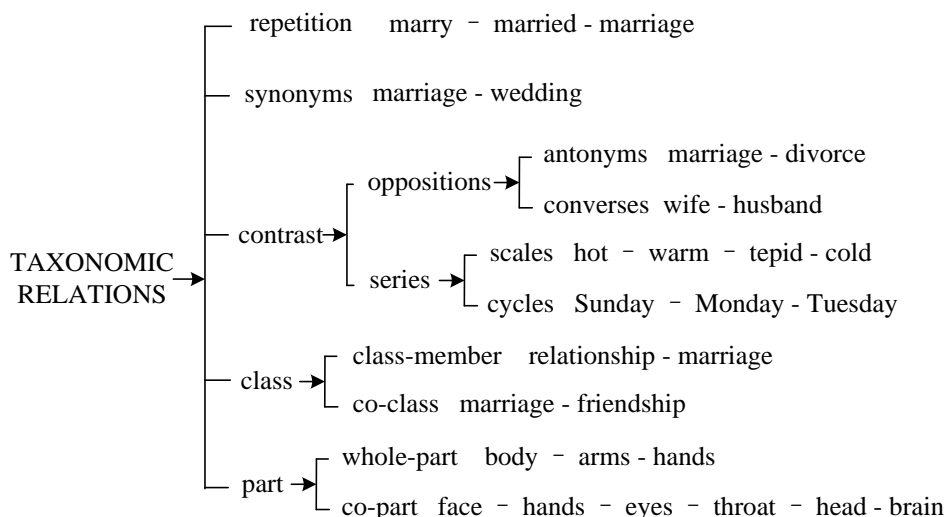 repetition marry - married - marriage
synonyms marriage - wedding
antonyms marriage - divorce
oppositions
converses wife - husband
contrast
scales hot - warm - tepid - cold
series
cycles Sunday - Monday - Tuesday
TAXONOMIC
RELATIONS
class-member relationship - marriage
class
co-class marriage - friendship
whole-part body - arms - hands
part
co-part face - hands - eyes - throat - head - brain